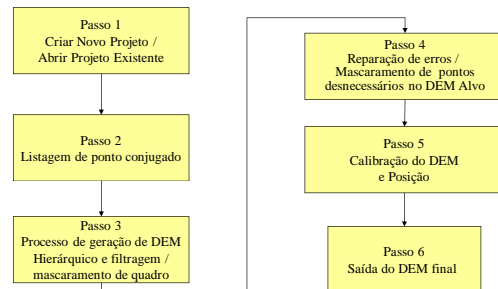 Passo 1
Criar Novo Projeto /
Abrir Projeto Existente
Passo 2
Listagem de ponto conjugado
Passo 3
Processo de geração de DEM
Hierárquico e filtragem /
mascaramento de quadro
Passo 4
Reparação de erros /
Mascaramento de pontos
desnecessários no DEM Alvo
Passo 5
Calibração do DEM
e Posição
Passo 6
Saída do DEM final